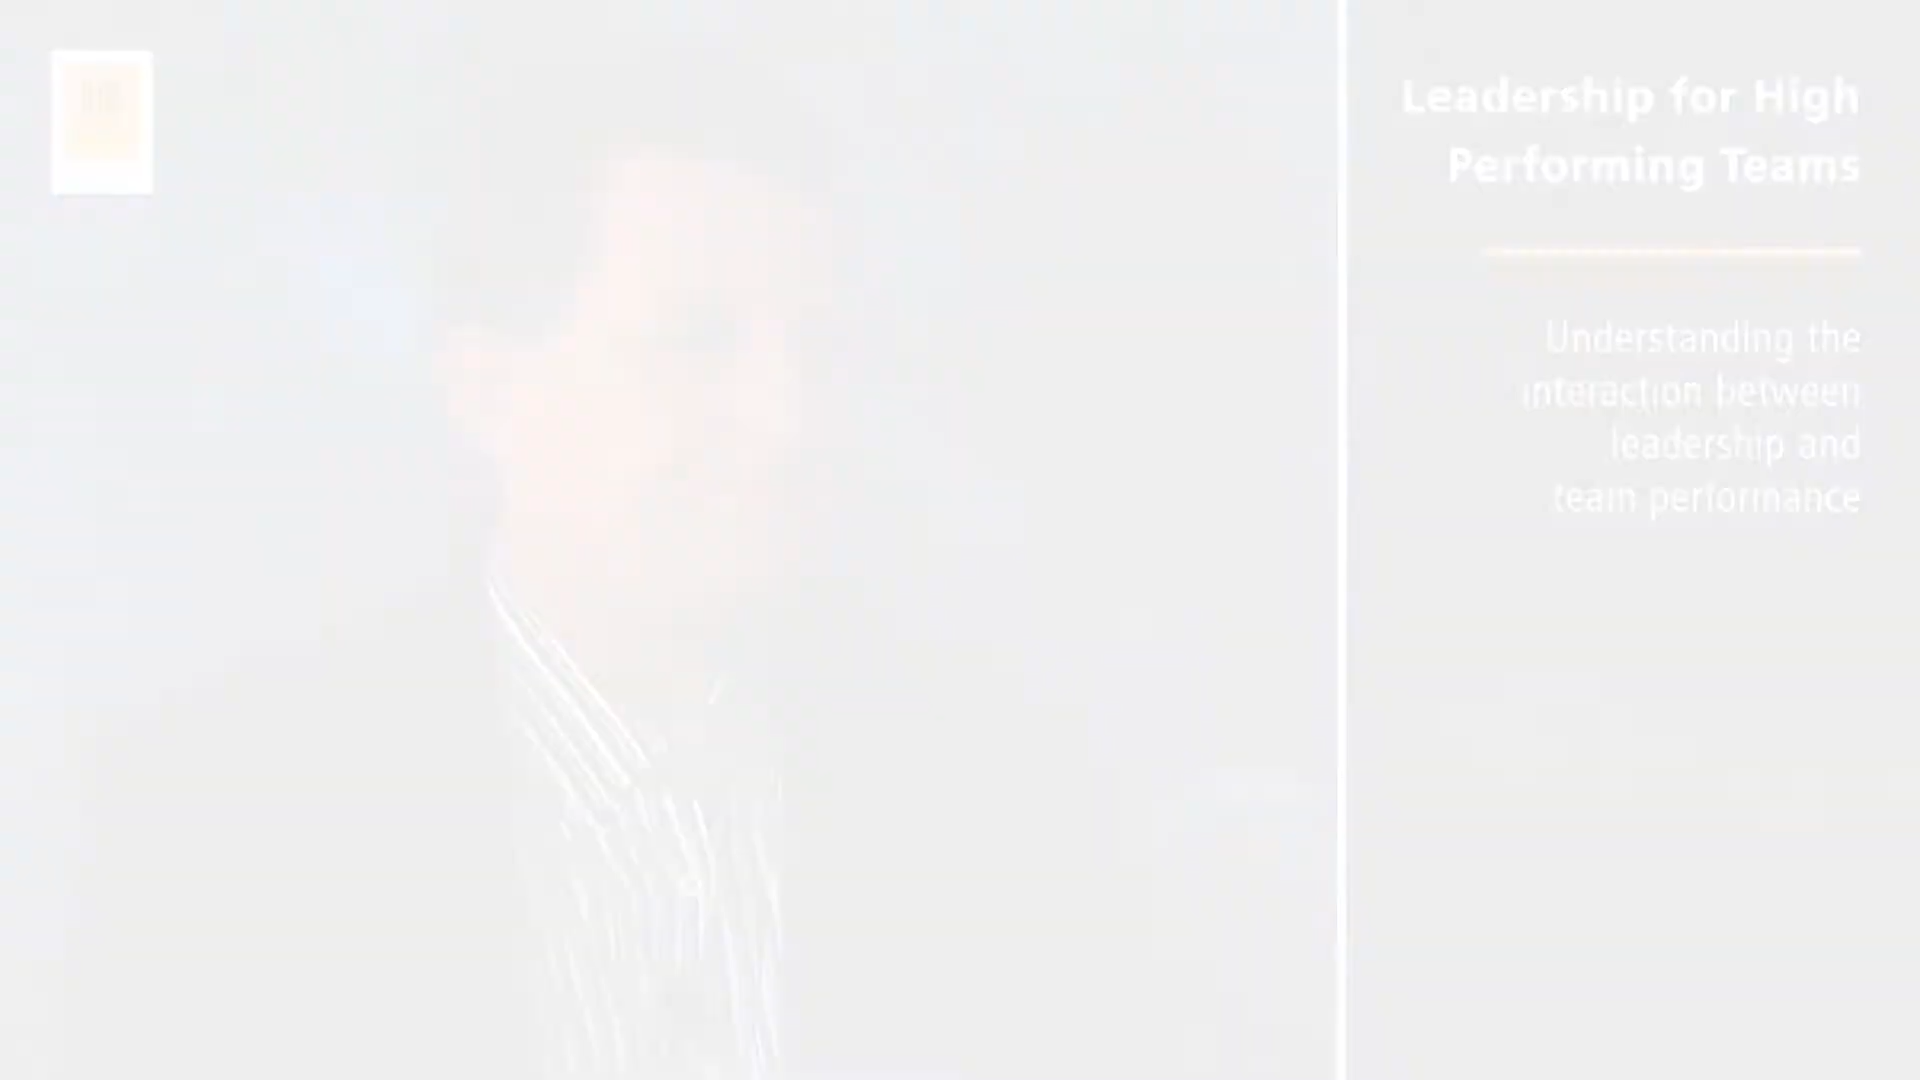 Leadership for High
Performing Teams
Understanding the
interaction between
leadership and
team performance